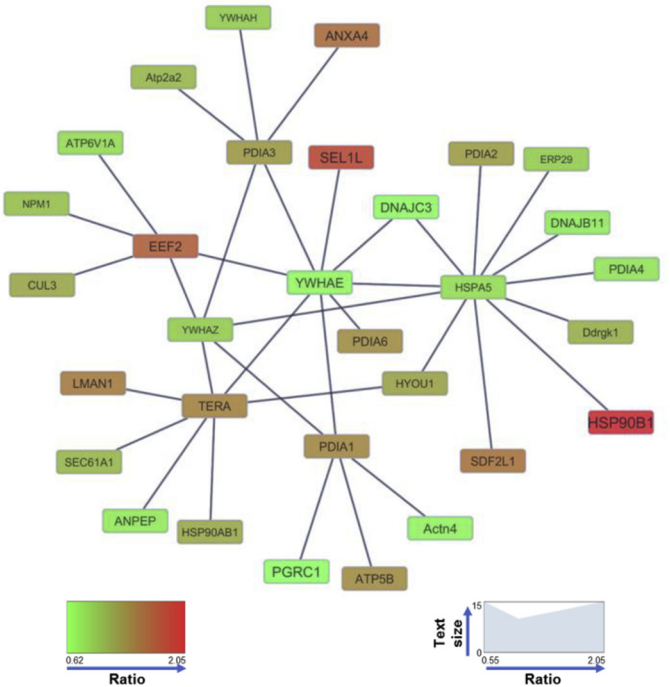 YWHAH
ANXA4
Atp2a2
ATP6V1A
PDIA3
SEL1L
PDIA2
ERP29
NPM1
DNAJC3
DNAJB11
EEF2
CUL3
YWHAE
HSPA5
PDIA4
YWHAZ
PDIA6
Ddrgk1
LMAN1
HYOU1
TERA
HSP90B1
SEC61A1
PDIA1
SDF2L1
ANPEP
HSP90AB1
Actn4
PGRC1
ATP5B
0.62 2.05
Ratio
Text
size
15
0
0.55 2.05
Ratio